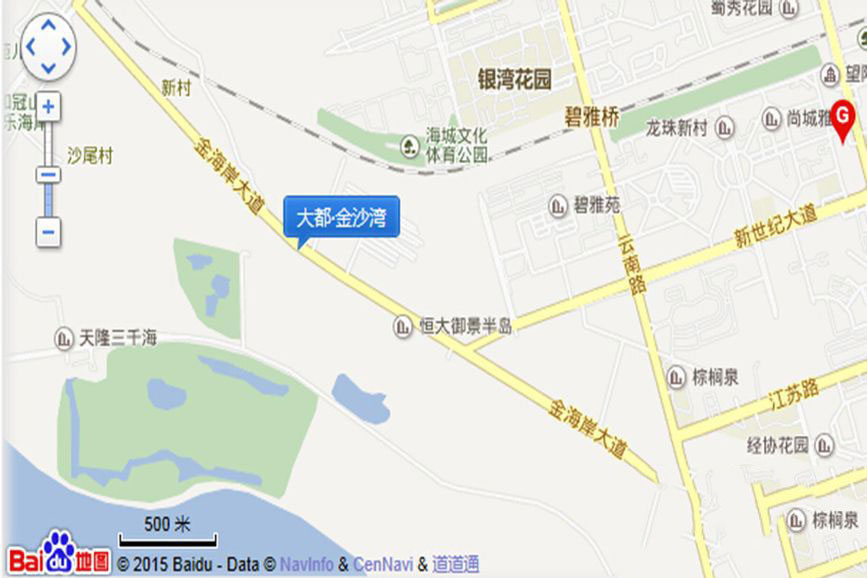 蜀秀花园
银湾花园
新村
碧雅桥
海城文化
体育公园
龙珠新村
尚城雅
G
沙尾村
金海岸大道
大都·金沙湾
碧雅苑
云南路
新世纪大道
天隆三千海
恒大御景半岛
棕榈泉
江苏路
金海岸大道
经协花园
棕榈泉
500 米
Bai du 地图
© 2015 Baidu - Data © NavInfo & CenNavi & 道道通